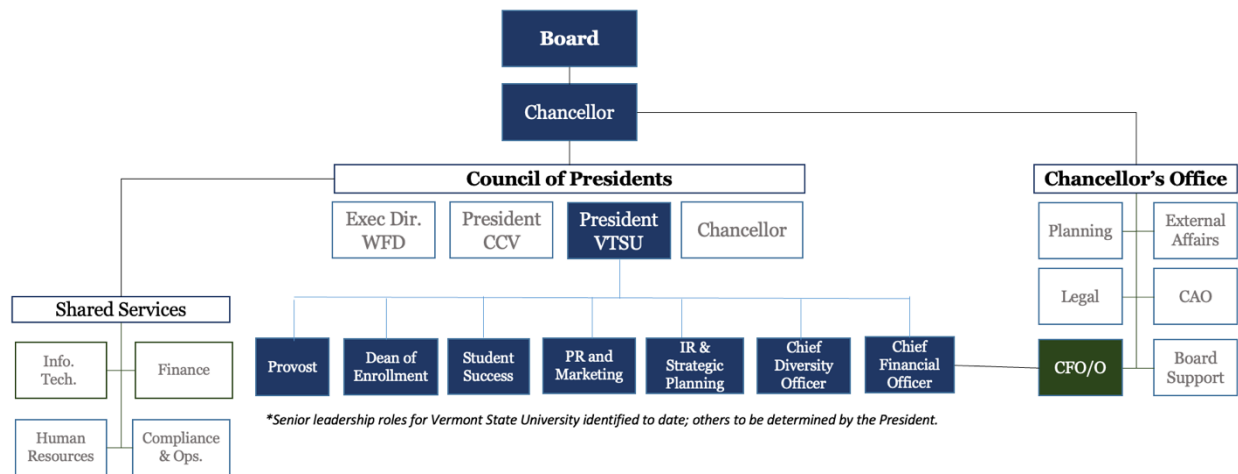 Board
Chancellor
Council of Presidents
Chancellor's Office
Exec Dir.
WFD
President
CCV
President
VTSU
Chancellor
Planning
External
Affairs
Legal
CAO
Shared Services
Info.
Tech.
Finance
Provost
Dean of
Enrollment
Student
Success
PR and
Marketing
IR &
Strategic
Planning
Chief
Diversity
Officer
Chief
Financial
Officer
CFO/O
Board
Support
*Senior leadership roles for Vermont State University identified to date; others to be determined by the President.
Human
Resources
Compliance
& Ops.